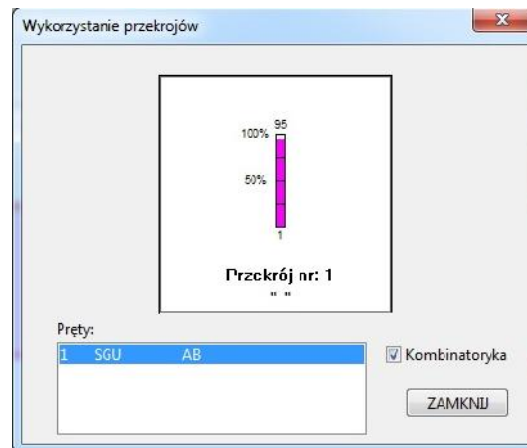 Wykorzystanie przekrojów
95
100%
50%
1
Przekrój nr: 1
" "
Pręty:
1 SGU AB
Kombinatoryka
ZAMKNIJ